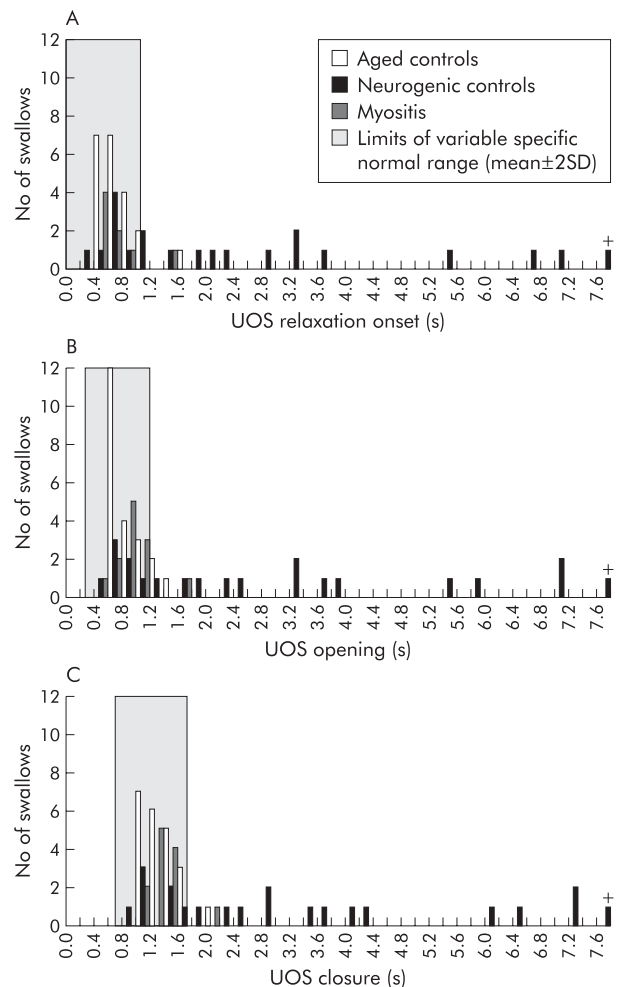 A
12
10
8
6
4
2
0
No of swallows
Aged controls
Neurogenic controls
Myositis
Limits of variable specific
normal range (mean±2SD)
+
0.0 0.4 0.8 1.2 1.6 2.0 2.4 2.8 3.2 3.6 4.0 4.4 4.8 5.2 5.6 6.0 6.4 6.8 7.2 7.6
UOS relaxation onset (s)
B
12
10
8
6
4
2
0
No of swallows
+
0.0 0.4 0.8 1.2 1.6 2.0 2.4 2.8 3.2 3.6 4.0 4.4 4.8 5.2 5.6 6.0 6.4 6.8 7.2 7.6
UOS opening (s)
C
12
10
8
6
4
2
0
No of swallows
+
0.0 0.4 0.8 1.2 1.6 2.0 2.4 2.8 3.2 3.6 4.0 4.4 4.8 5.2 5.6 6.0 6.4 6.8 7.2 7.6
UOS closure (s)